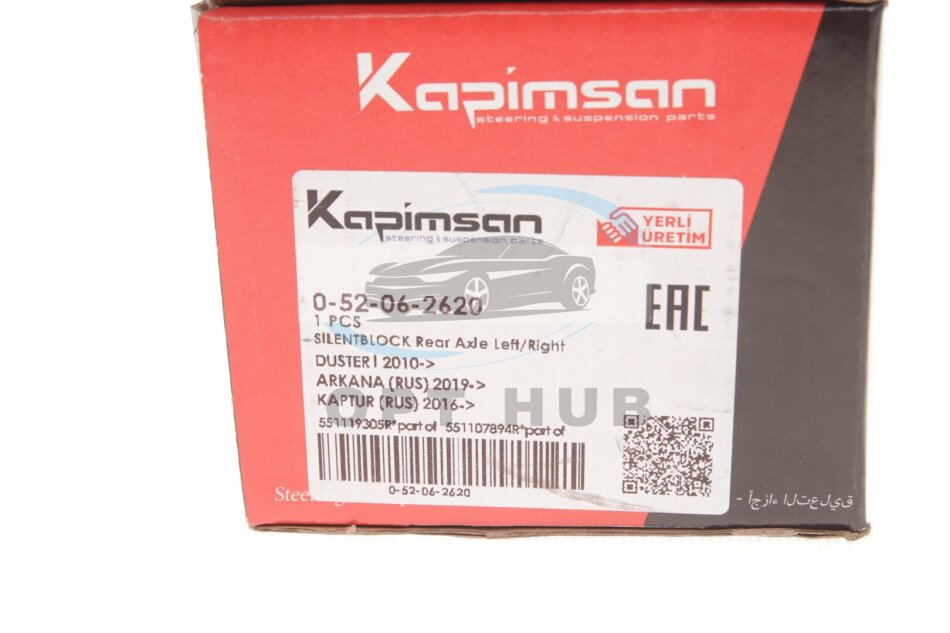 Kapimsan
steering & suspension parts
Kapimsan
steering & suspension parts
YERLİ
ÜRETİM
0-52-06-2620
1 PCS
EAC
SILENTBLOCK Rear Axle Left/Right
DUSTER I 2010->
ARKANA (RUS) 2019->
KAPTUR (RUS) 2016->
OPT HUB
551119305R*part of 551107894R*part of
0-52-06-2620
- أجزاء التعليق